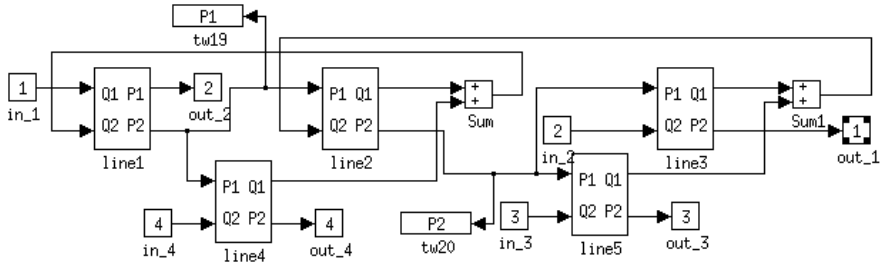 P1
tw19
1
in_1
Q1 P1
Q2 P2
line1
2
out_2
P1 Q1
Q2 P2
line2
+
+
Sum
2
in_2
P1 Q1
Q2 P2
line3
+
+
Sum1
1
out_1
4
in_4
P1 Q1
Q2 P2
line4
4
out_4
P2
tw20
3
in_3
P1 Q1
Q2 P2
line5
3
out_3